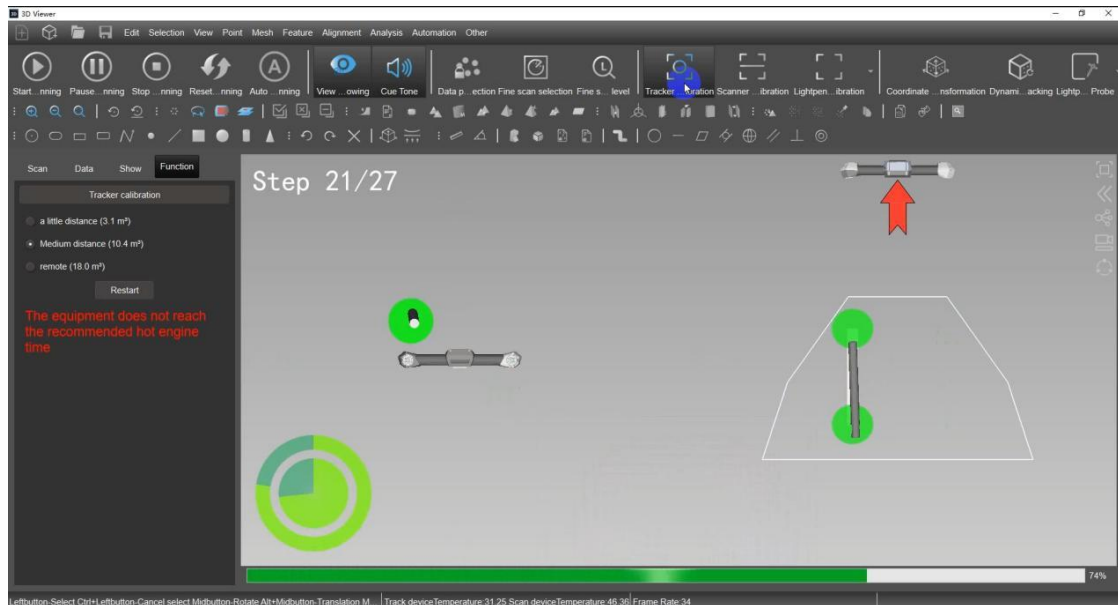 3D Viewer
Edit Selection View Point Mesh Feature Alignment Analysis Automation Other
Start...nning Pause...nning Stop ...nning Reset...nning Auto ...nning View ...owing Cue Tone Data p...ection Fine scan selection Fine s... level Tracker ...ibration Scanner ...ibration Lightpen...ibration Coordinate ...nsformation Dynami...acking Lightp... Probe
Scan Data Show Function
Tracker calibration
a little distance (3.1 m³)
Medium distance (10.4 m³)
remote (18.0 m³)
Restart
The equipment does not reach
the recommended hot engine
time
Step 21/27
74%
Leftbutton-Select Ctrl+Leftbutton-Cancel select Midbutton-Rotate Alt+Midbutton-Translation M... Track deviceTemperature:31.25 Scan deviceTemperature:46.36 Frame Rate:34